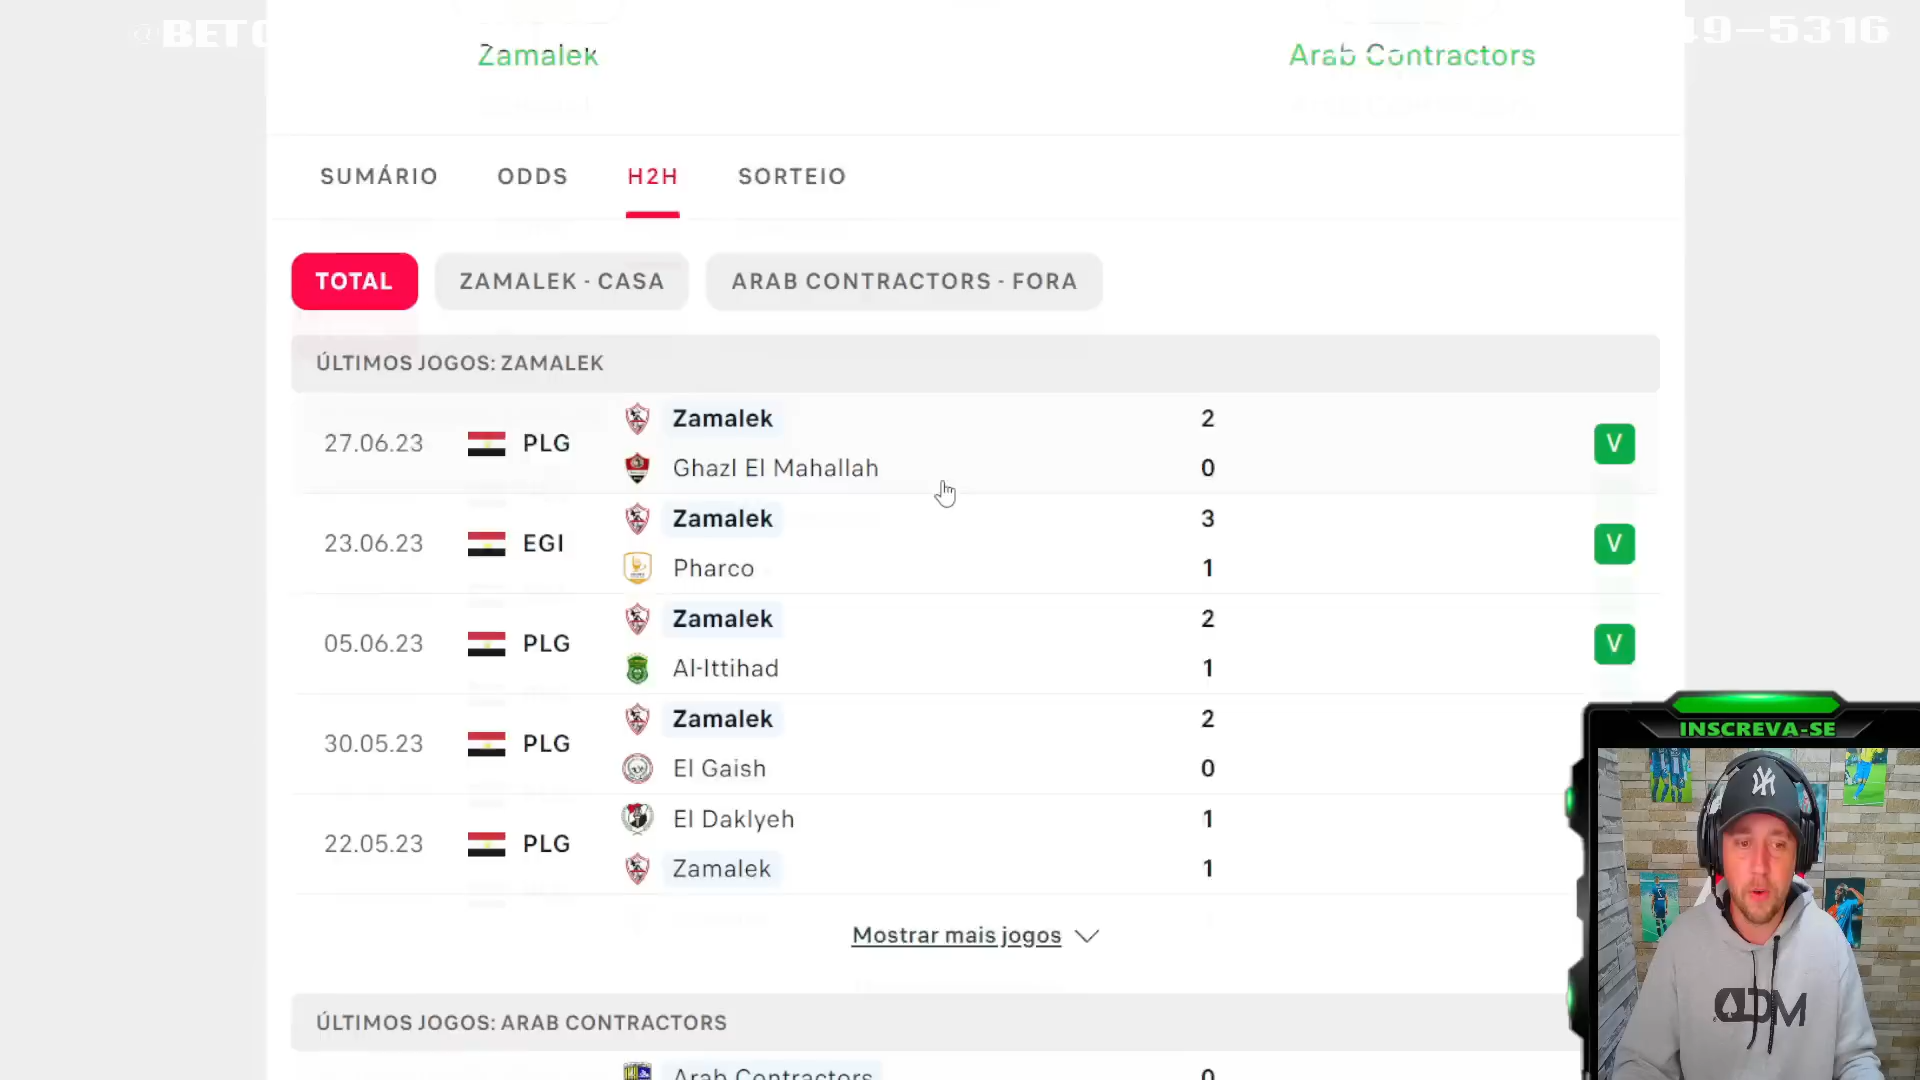 @BET
49-5316
Zamalek
Arab Contractors
SUMÁRIO
ODDS
H2H
SORTEIO
TOTAL
ZAMALEK - CASA
ARAB CONTRACTORS - FORA
ÚLTIMOS JOGOS: ZAMALEK
27.06.23 PLG Zamalek 2
Ghazl El Mahallah 0
V
23.06.23 EGI Zamalek 3
Pharco 1
V
05.06.23 PLG Zamalek 2
Al-Ittihad 1
V
30.05.23 PLG Zamalek 2
El Gaish 0
22.05.23 PLG El Daklyeh 1
Zamalek 1
Mostrar mais jogos
ÚLTIMOS JOGOS: ARAB CONTRACTORS
Arab Contractors 0
INSCREVA-SE